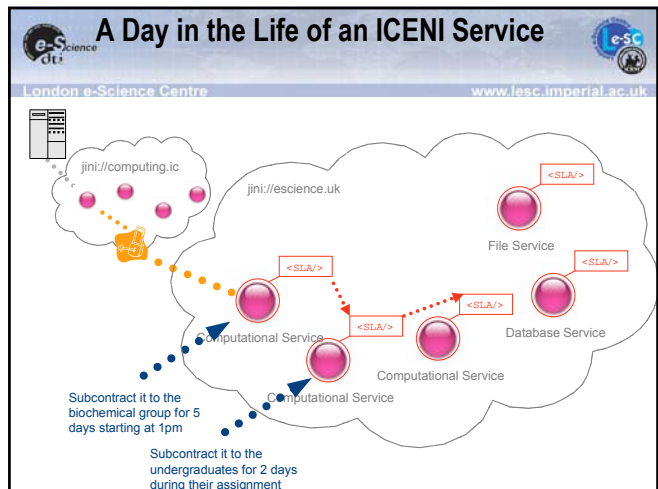 A Day in the Life of an ICENI Service
e-Science
dti
e-Sc
ICENI
London e-Science Centre
www.lesc.imperial.ac.uk
jini://computing.ic
jini://escience.uk
<SLA/>
File Service
<SLA/>
<SLA/>
<SLA/>
<SLA/>
Database Service
Computational Service
Computational Service
Computational Service
Subcontract it to the
biochemical group for 5
days starting at 1pm
Subcontract it to the
undergraduates for 2 days
during their assignment